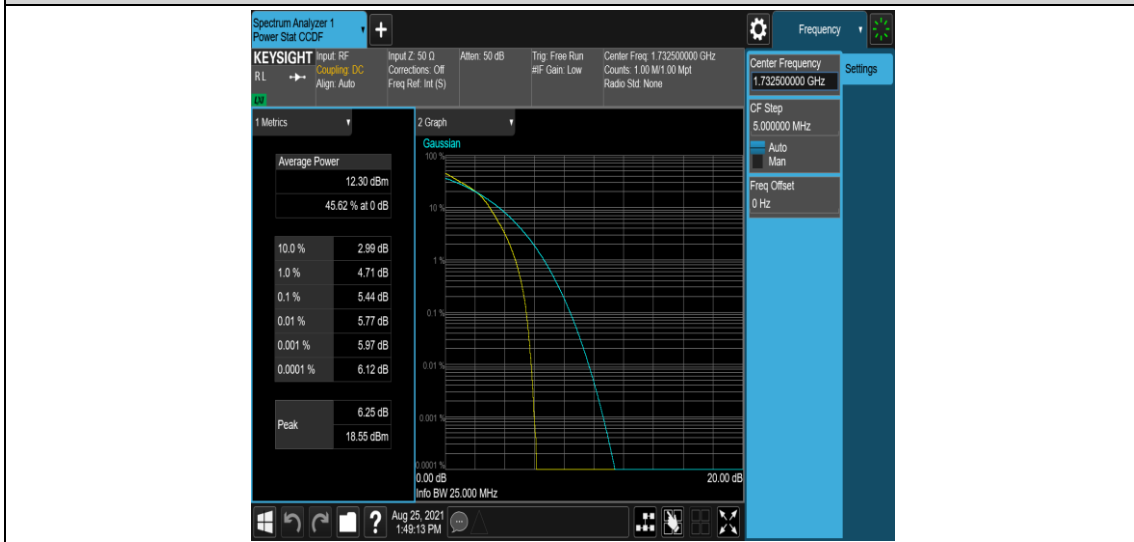 Spectrum Analyzer 1
Power Stat CCDF
+
Frequency
KEYSIGHT
Input: RF
Coupling: DC
Align: Auto
RL
LXI
Input Z: 50 Ω
Corrections: Off
Freq Ref: Int (S)
Atten: 50 dB
Trig: Free Run
#IF Gain: Low
Center Freq: 1.732500000 GHz
Counts: 1.00 M/1.00 Mpt
Radio Std: None
Center Frequency
1.732500000 GHz
Settings
CF Step
5.000000 MHz
Auto
Man
Freq Offset
0 Hz
1 Metrics
Average Power
12.30 dBm
45.62 % at 0 dB
10.0 % 2.99 dB
1.0 % 4.71 dB
0.1 % 5.44 dB
0.01 % 5.77 dB
0.001 % 5.97 dB
0.0001 % 6.12 dB
Peak
6.25 dB
18.55 dBm
2 Graph
Gaussian
100 %
10 %
1 %
0.1 %
0.01 %
0.001 %
0.0001 %
0.00 dB 20.00 dB
Info BW 25.000 MHz
?
Aug 25, 2021
1:49:13 PM